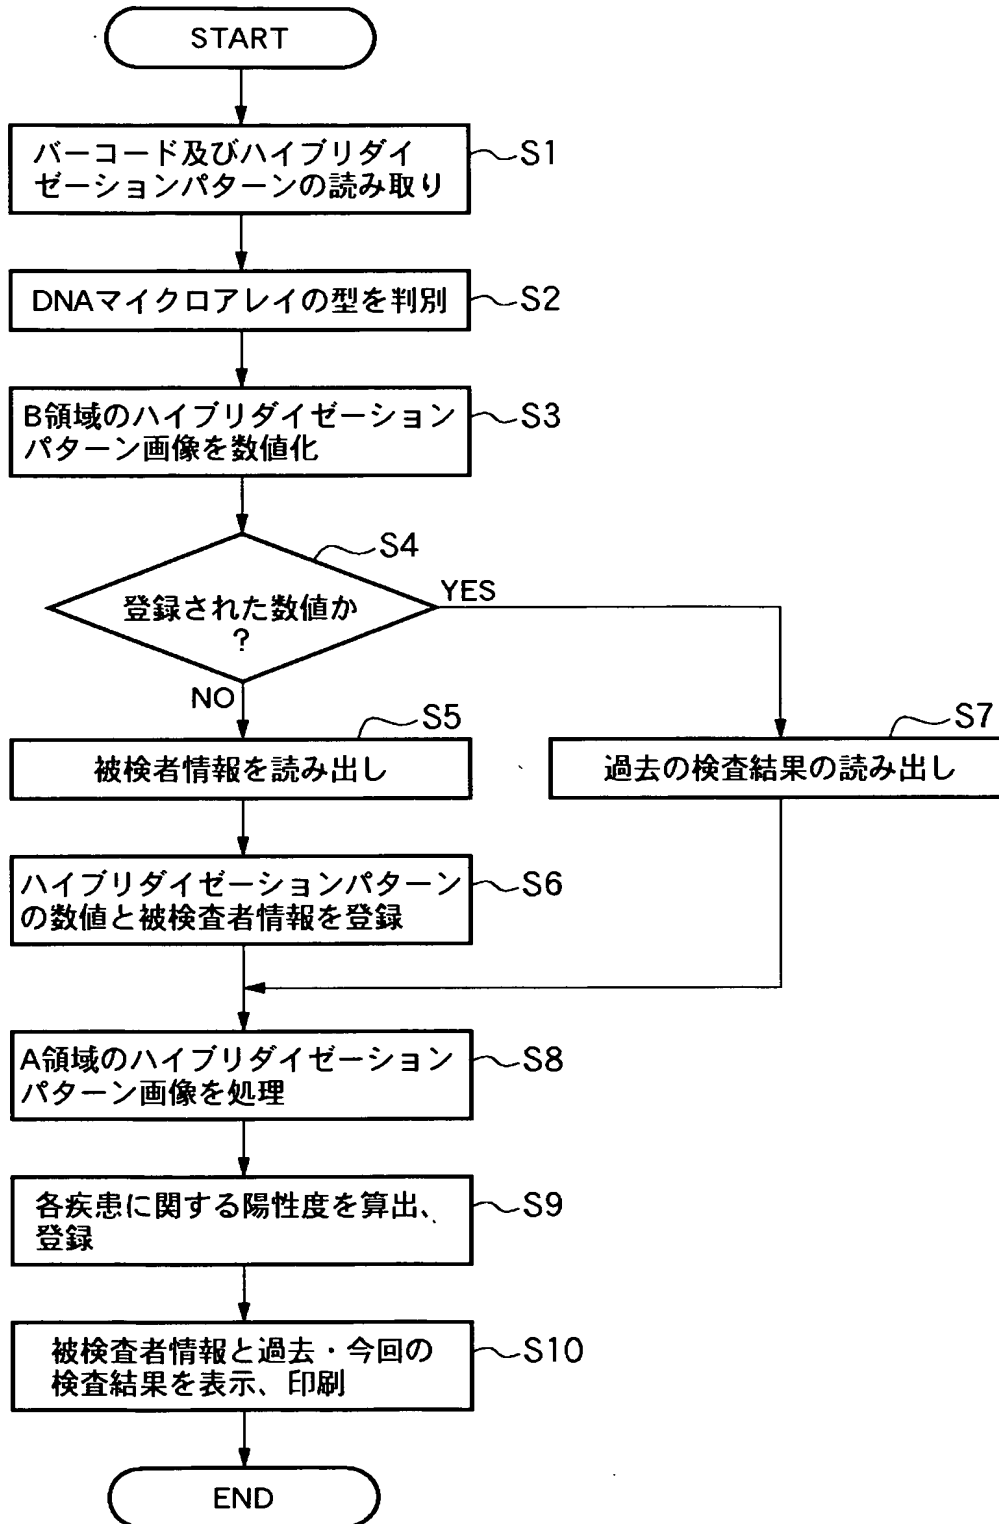 START
バーコード及びハイブリダイ
ゼーションパターンの読み取り
S1
DNAマイクロアレイの型を判別
S2
B領域のハイブリダイゼーション
パターン画像を数値化
S3
S4
登録された数値か
?
YES
NO
S5
被検者情報を読み出し
S7
過去の検査結果の読み出し
ハイブリダイゼーションパターン
の数値と被検査者情報を登録
S6
A領域のハイブリダイゼーション
パターン画像を処理
S8
各疾患に関する陽性度を算出、
登録
S9
被検査者情報と過去・今回の
検査結果を表示、印刷
S10
END